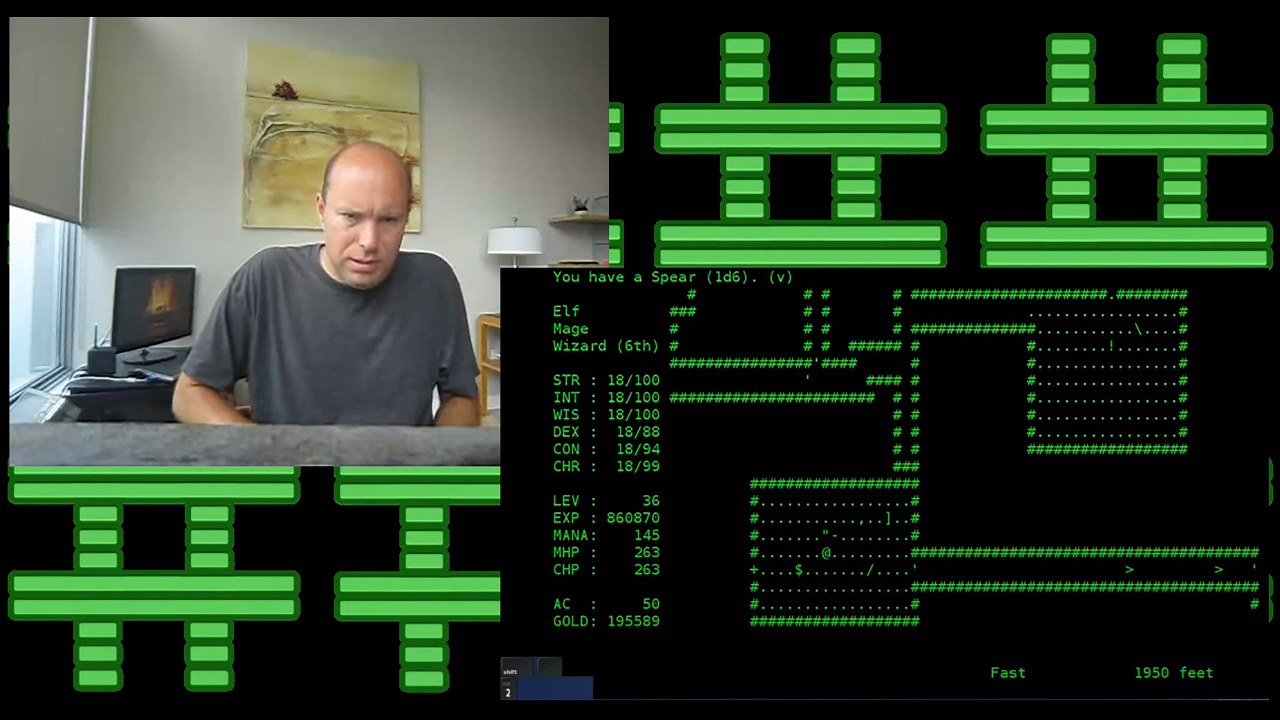 You have a Spear (1d6). (v)
Elf
Mage
Wizard (6th)
STR : 18/100
INT : 18/100
WIS : 18/100
DEX : 18/88
CON : 18/94
CHR : 18/99
LEV : 36
EXP : 860870
MANA: 145
MHP : 263
CHP : 263
AC : 50
GOLD: 195589
shift
2
Fast 1950 feet